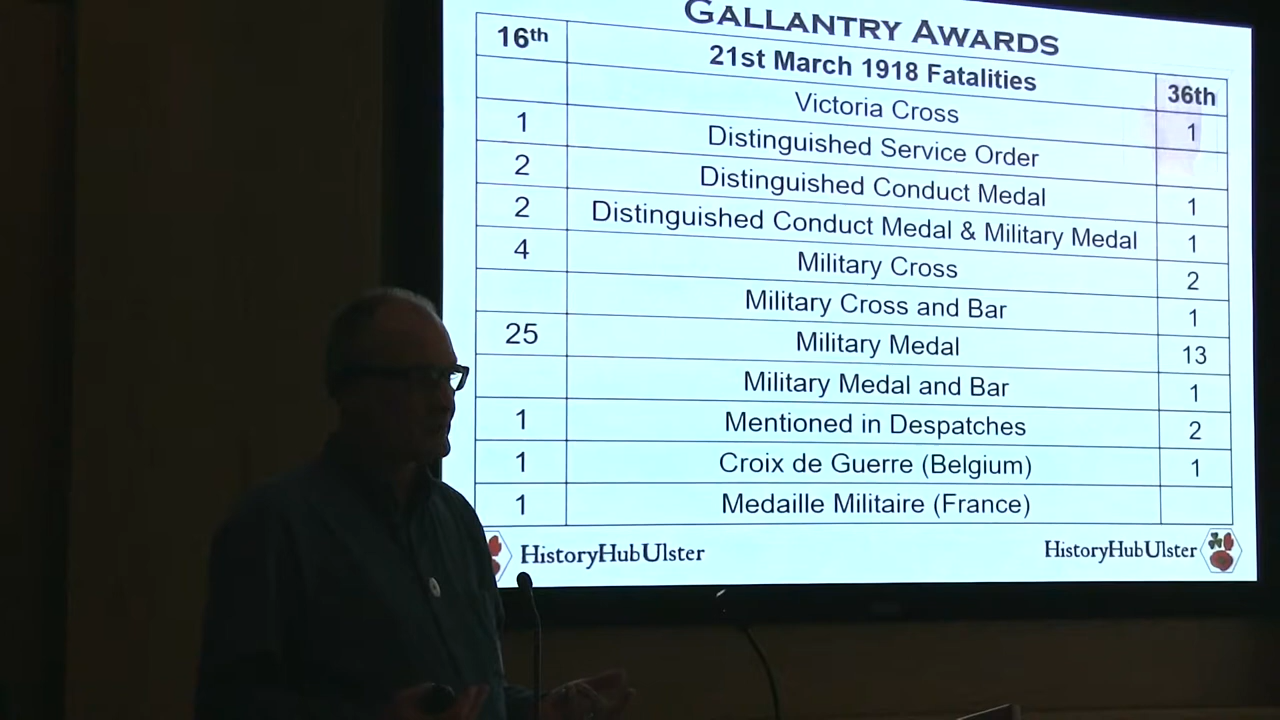 GALLANTRY AWARDS
16th 21st March 1918 Fatalities 36th
Victoria Cross 1
1 Distinguished Service Order
2 Distinguished Conduct Medal 1
2 Distinguished Conduct Medal & Military Medal 1
4 Military Cross 2
Military Cross and Bar 1
25 Military Medal 13
Military Medal and Bar 1
1 Mentioned in Despatches 2
1 Croix de Guerre (Belgium) 1
1 Medaille Militaire (France)
HistoryHubUlster HistoryHubUlster